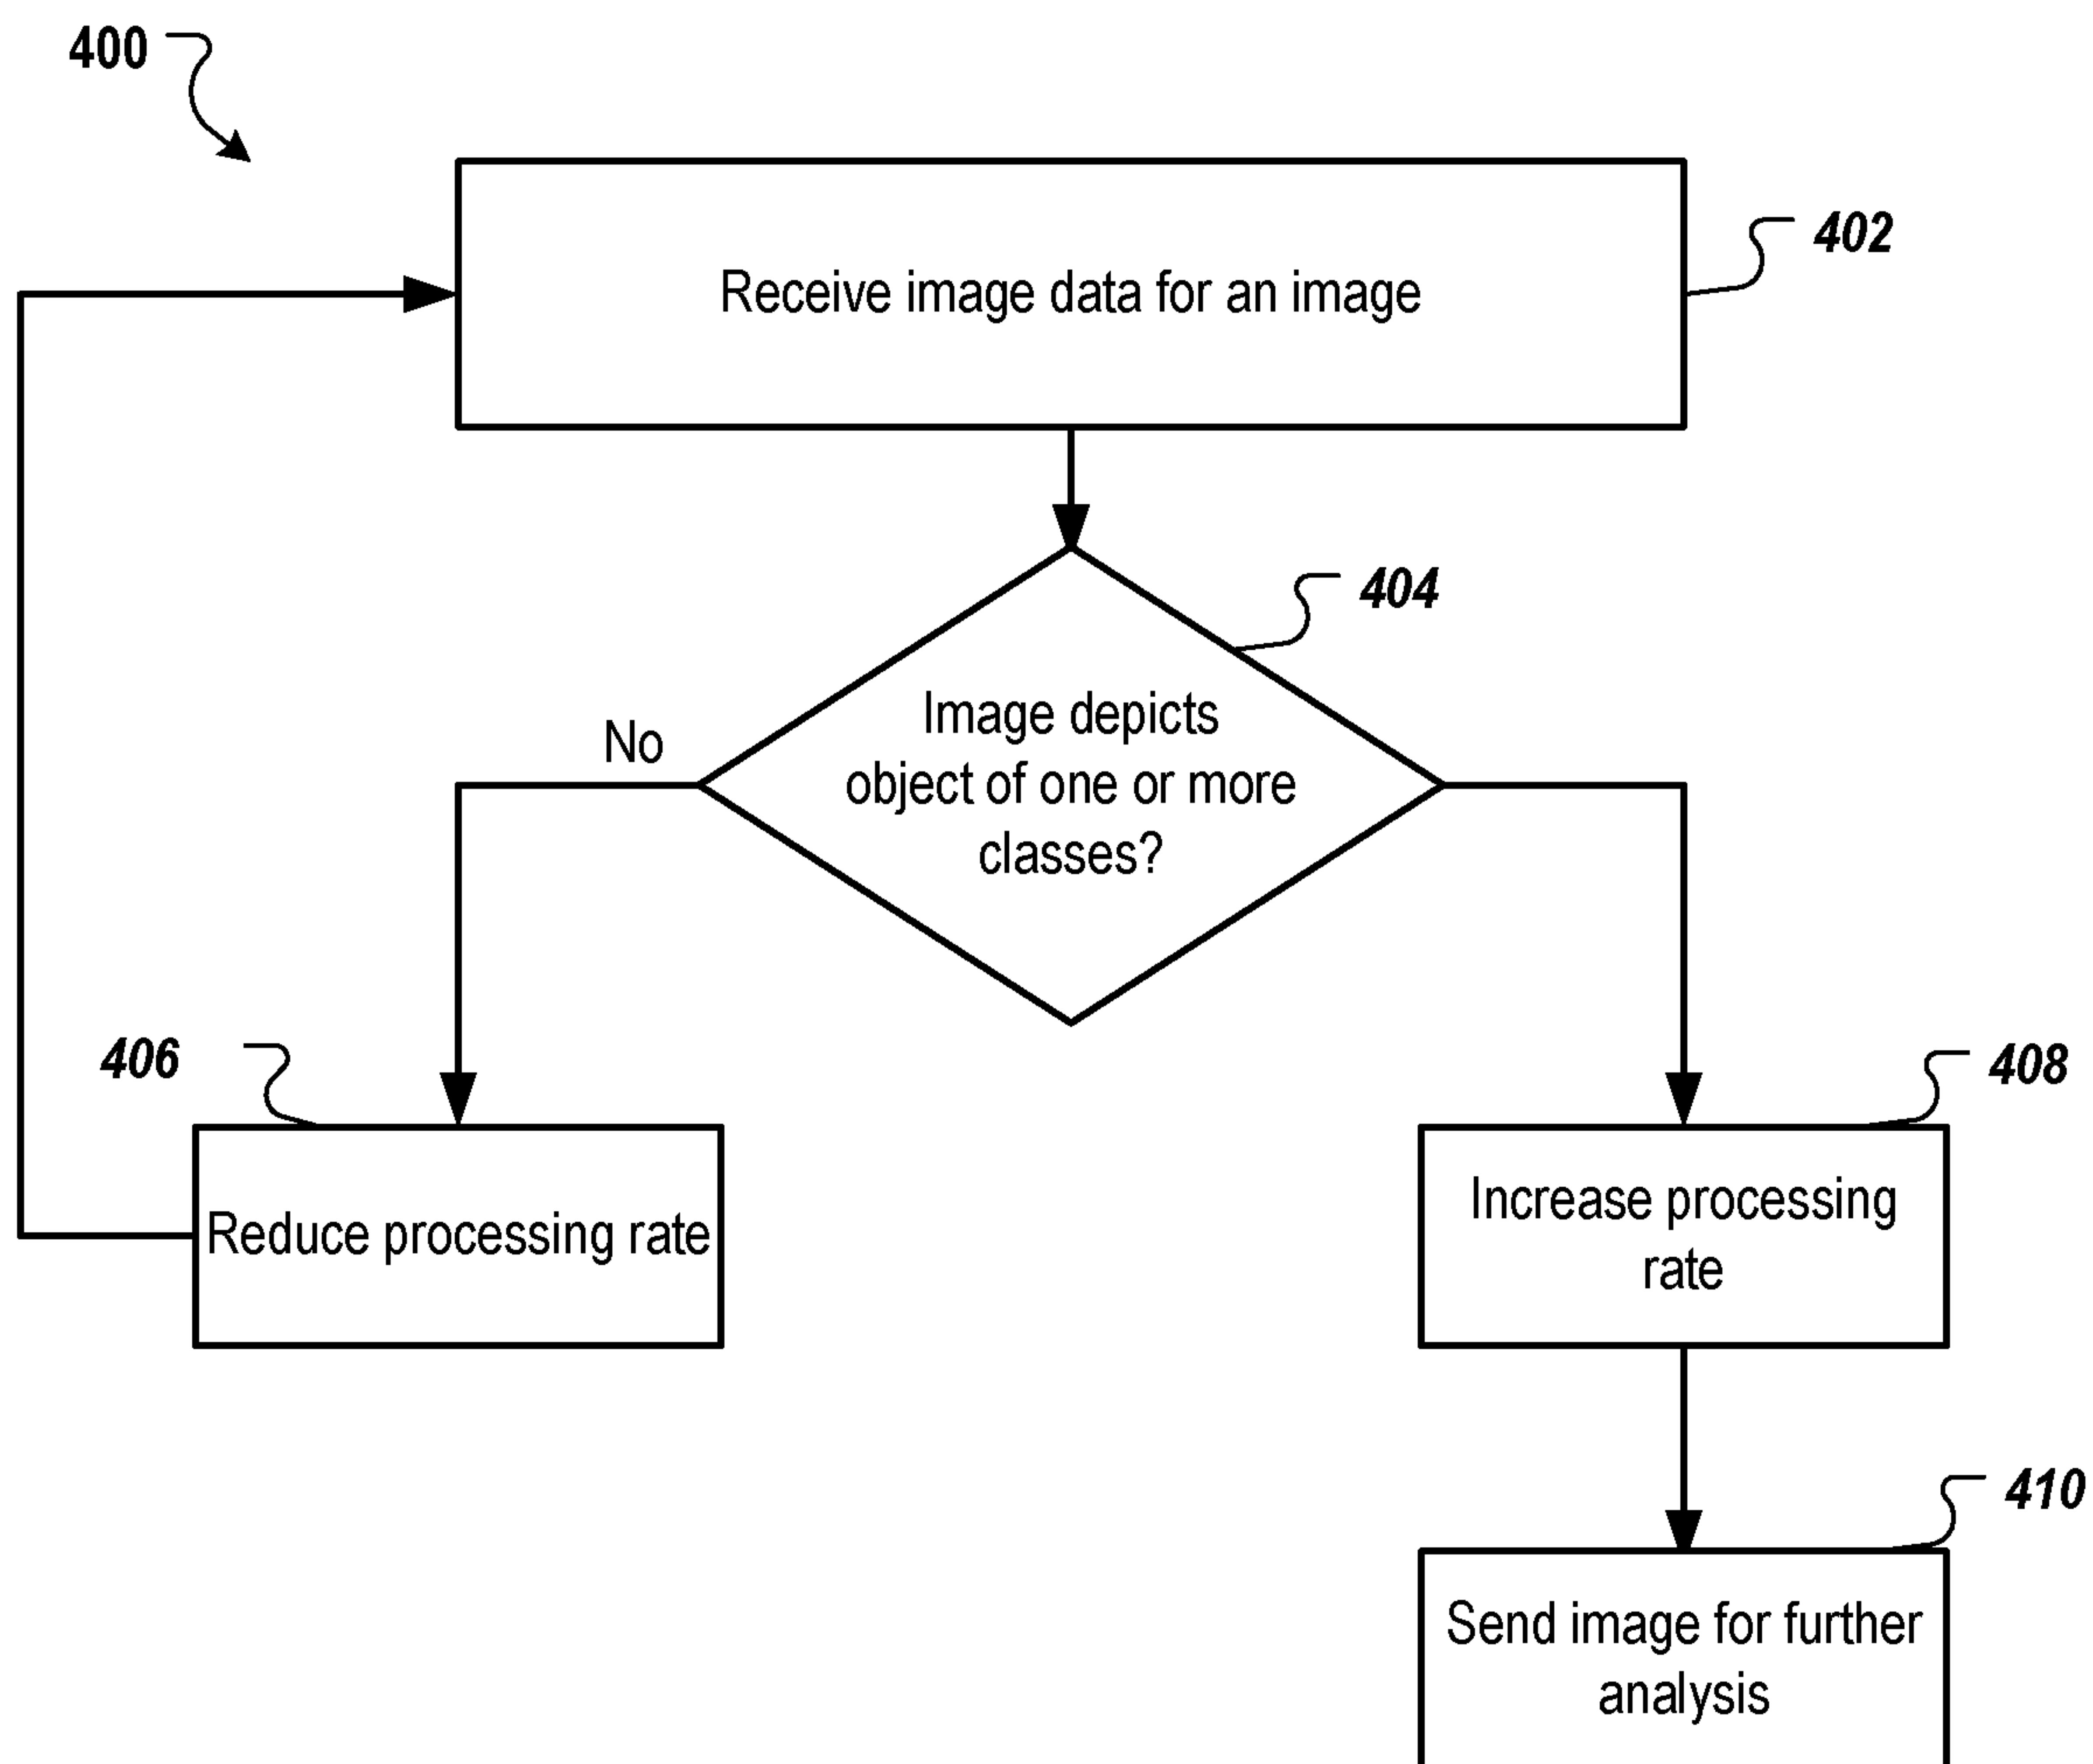 400
Receive image data for an image
402
404
Image depicts
object of one or more
classes?
No
406
Reduce processing rate
408
Increase processing
rate
410
Send image for further
analysis